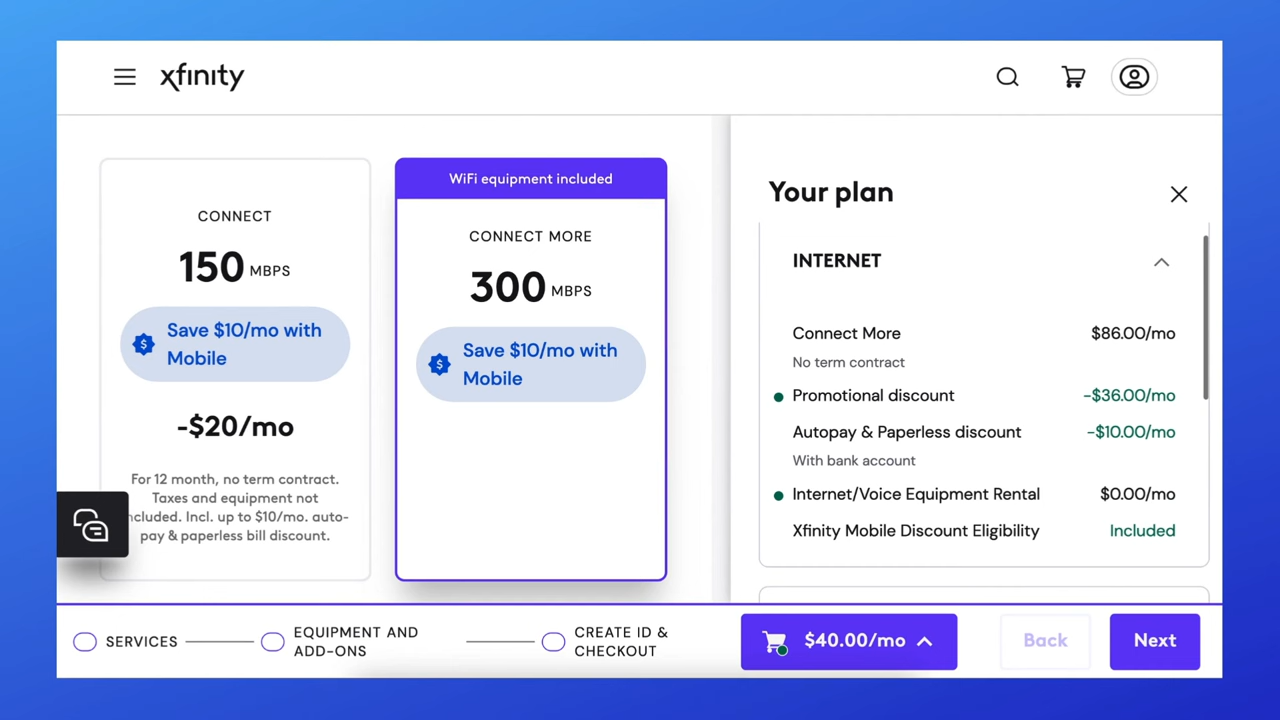 xfinity
CONNECT
150 MBPS
Save $10/mo with
Mobile
-$20/mo
For 12 month, no term contract.
Taxes and equipment not
ncluded. Incl. up to $10/mo. auto-
pay & paperless bill discount.
WiFi equipment included
CONNECT MORE
300 MBPS
Save $10/mo with
Mobile
Your plan
INTERNET
Connect More $86.00/mo
No term contract
Promotional discount -$36.00/mo
Autopay & Paperless discount -$10.00/mo
With bank account
Internet/Voice Equipment Rental $0.00/mo
Xfinity Mobile Discount Eligibility Included
SERVICES
EQUIPMENT AND
ADD-ONS
CREATE ID &
CHECKOUT
$40.00/mo
Back
Next